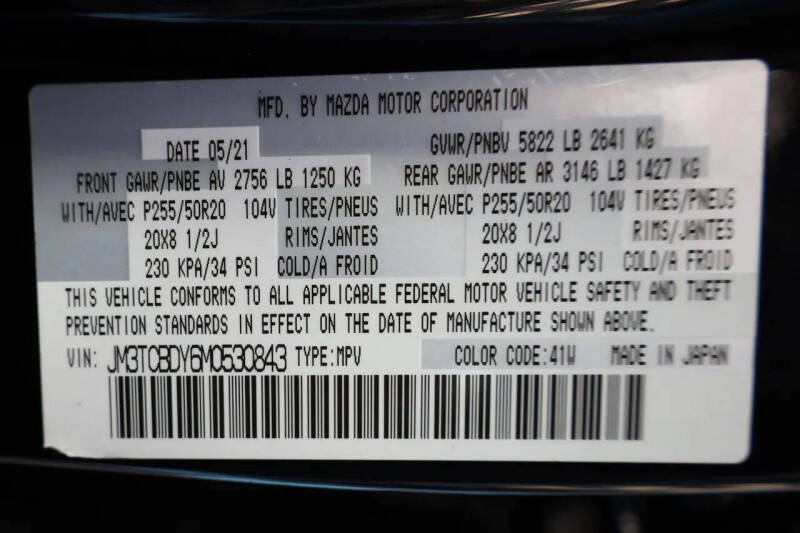 MFD. BY MAZDA MOTOR CORPORATION
DATE 05/21 GVWR/PNBV 5822 LB 2641 KG
FRONT GAWR/PNBE AV 2756 LB 1250 KG REAR GAWR/PNBE AR 3146 LB 1427 KG
WITH/AVEC P255/50R20 104V TIRES/PNEUS WITH/AVEC P255/50R20 104V TIRES/PNEUS
20X8 1/2J RIMS/JANTES 20X8 1/2J RIMS/JANTES
230 KPA/34 PSI COLD/A FROID 230 KPA/34 PSI COLD/A FROID
THIS VEHICLE CONFORMS TO ALL APPLICABLE FEDERAL MOTOR VEHICLE SAFETY AND THEFT
PREVENTION STANDARDS IN EFFECT ON THE DATE OF MANUFACTURE SHOWN ABOVE.
VIN: JM3TCBDY6M0530843 TYPE:MPV COLOR CODE:41W MADE IN JAPAN